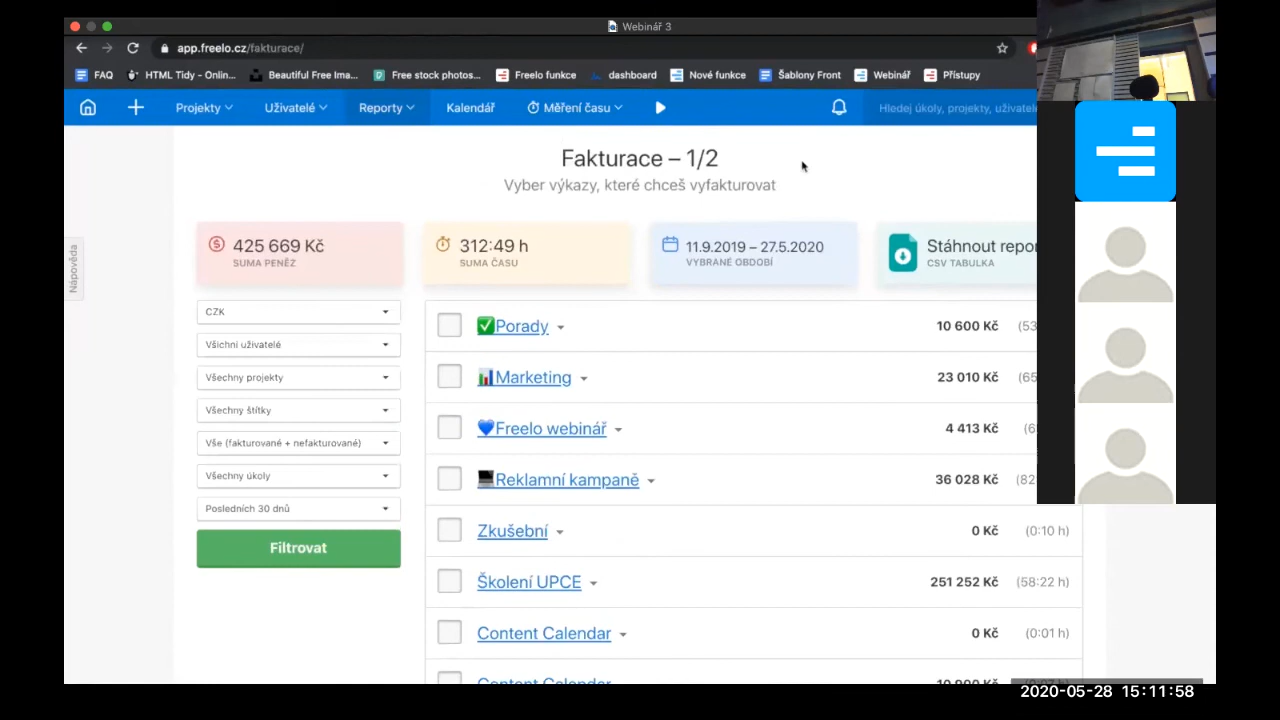 Webinář 3
app.freelo.cz/fakturace/
FAQ
HTML Tidy - Onlin...
Beautiful Free Ima...
Free stock photos...
Freelo funkce
dashboard
Nové funkce
Šablony Front
Webinář
Přístupy
Projekty
Uživatelé
Reporty
Kalendář
Měření času
Hledej úkoly, projekty, uživatele
Fakturace – 1/2
Vyber výkazy, které chceš vyfakturovat
Nápověda
425 669 Kč
SUMA PENĚZ
312:49 h
SUMA ČASU
11.9.2019 – 27.5.2020
VYBRANÉ OBDOBÍ
Stáhnout repor
CSV TABULKA
CZK
Všichni uživatelé
Všechny projekty
Všechny štítky
Vše (fakturované + nefakturované)
Všechny úkoly
Posledních 30 dnů
Filtrovat
Porady 10 600 Kč (53
Marketing 23 010 Kč (65
Freelo webinář 4 413 Kč (6
Reklamní kampaně 36 028 Kč (82
Zkušební 0 Kč (0:10 h)
Školení UPCE 251 252 Kč (58:22 h)
Content Calendar 0 Kč (0:01 h)
Content Calendar
2020-05-28 15:11:58